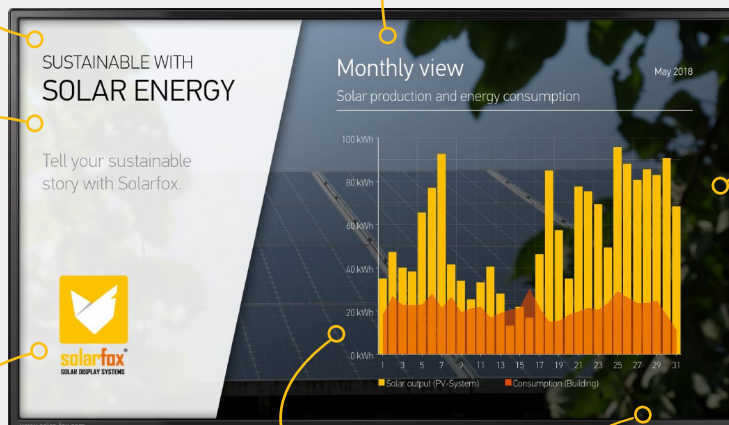 SUSTAINABLE WITH
SOLAR ENERGY
Tell your sustainable
story with Solarfox.
solarfox®
SOLAR DISPLAY SYSTEMS
Monthly view
May 2018
Solar production and energy consumption
100 kWh
80 kWh
60 kWh
40 kWh
20 kWh
0 kWh
1 3 5 7 9 11 13 15 17 19 21 23 25 27 29 31
Solar output (PV-System) Consumption (Building)